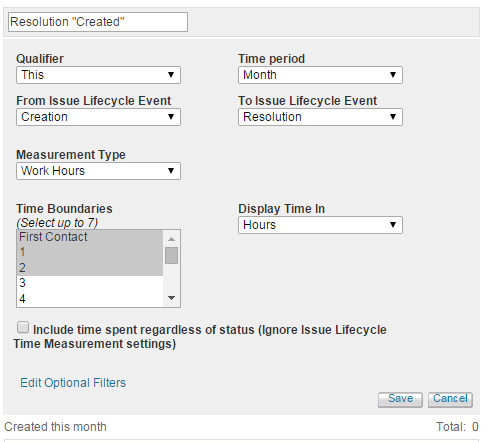 Resolution "Created"
Qualifier Time period
This Month
From Issue Lifecycle Event To Issue Lifecycle Event
Creation Resolution
Measurement Type
Work Hours
Time Boundaries Display Time In
(Select up to 7) Hours
First Contact
1
2
3
4
Include time spent regardless of status (Ignore Issue Lifecycle
Time Measurement settings)
Edit Optional Filters
Save Cancel
Created this month Total: 0